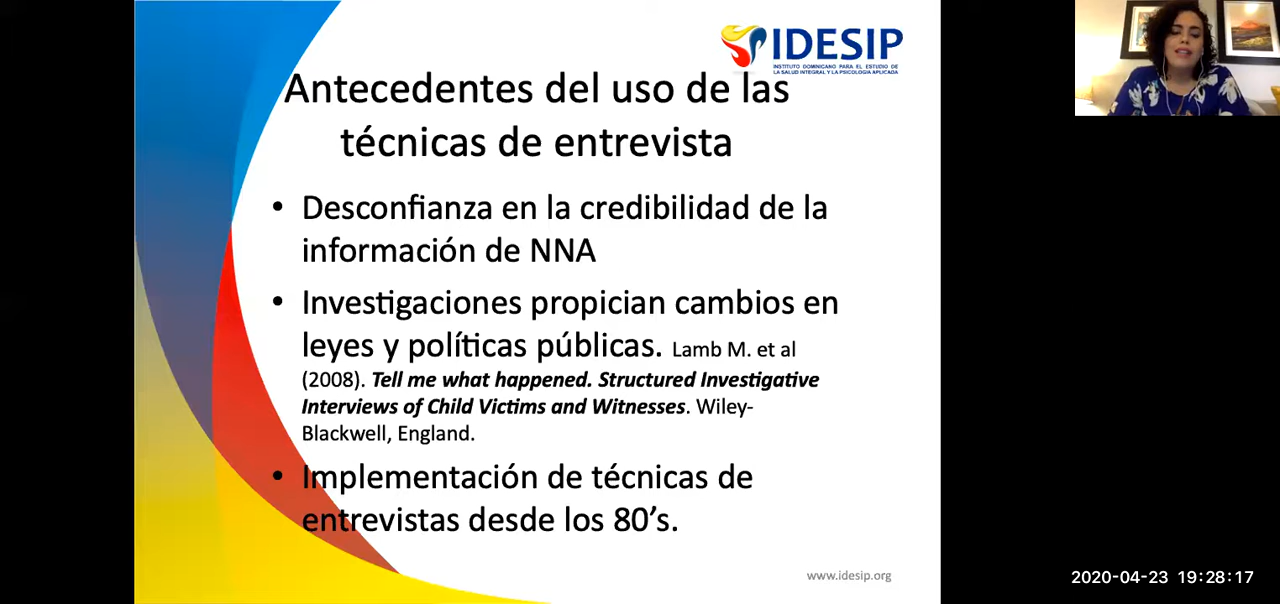 IDESIP
INSTITUTO DOMINICANO PARA EL ESTUDIO DE
LA SALUD INTEGRAL Y LA PSICOLOGÍA APLICADA
Antecedentes del uso de las
técnicas de entrevista
• Desconfianza en la credibilidad de la
información de NNA
• Investigaciones propician cambios en
leyes y políticas públicas. Lamb M. et al
(2008). Tell me what happened. Structured Investigative
Interviews of Child Victims and Witnesses. Wiley-
Blackwell, England.
• Implementación de técnicas de
entrevistas desde los 80’s.
www.idesip.org
2020-04-23 19:28:17